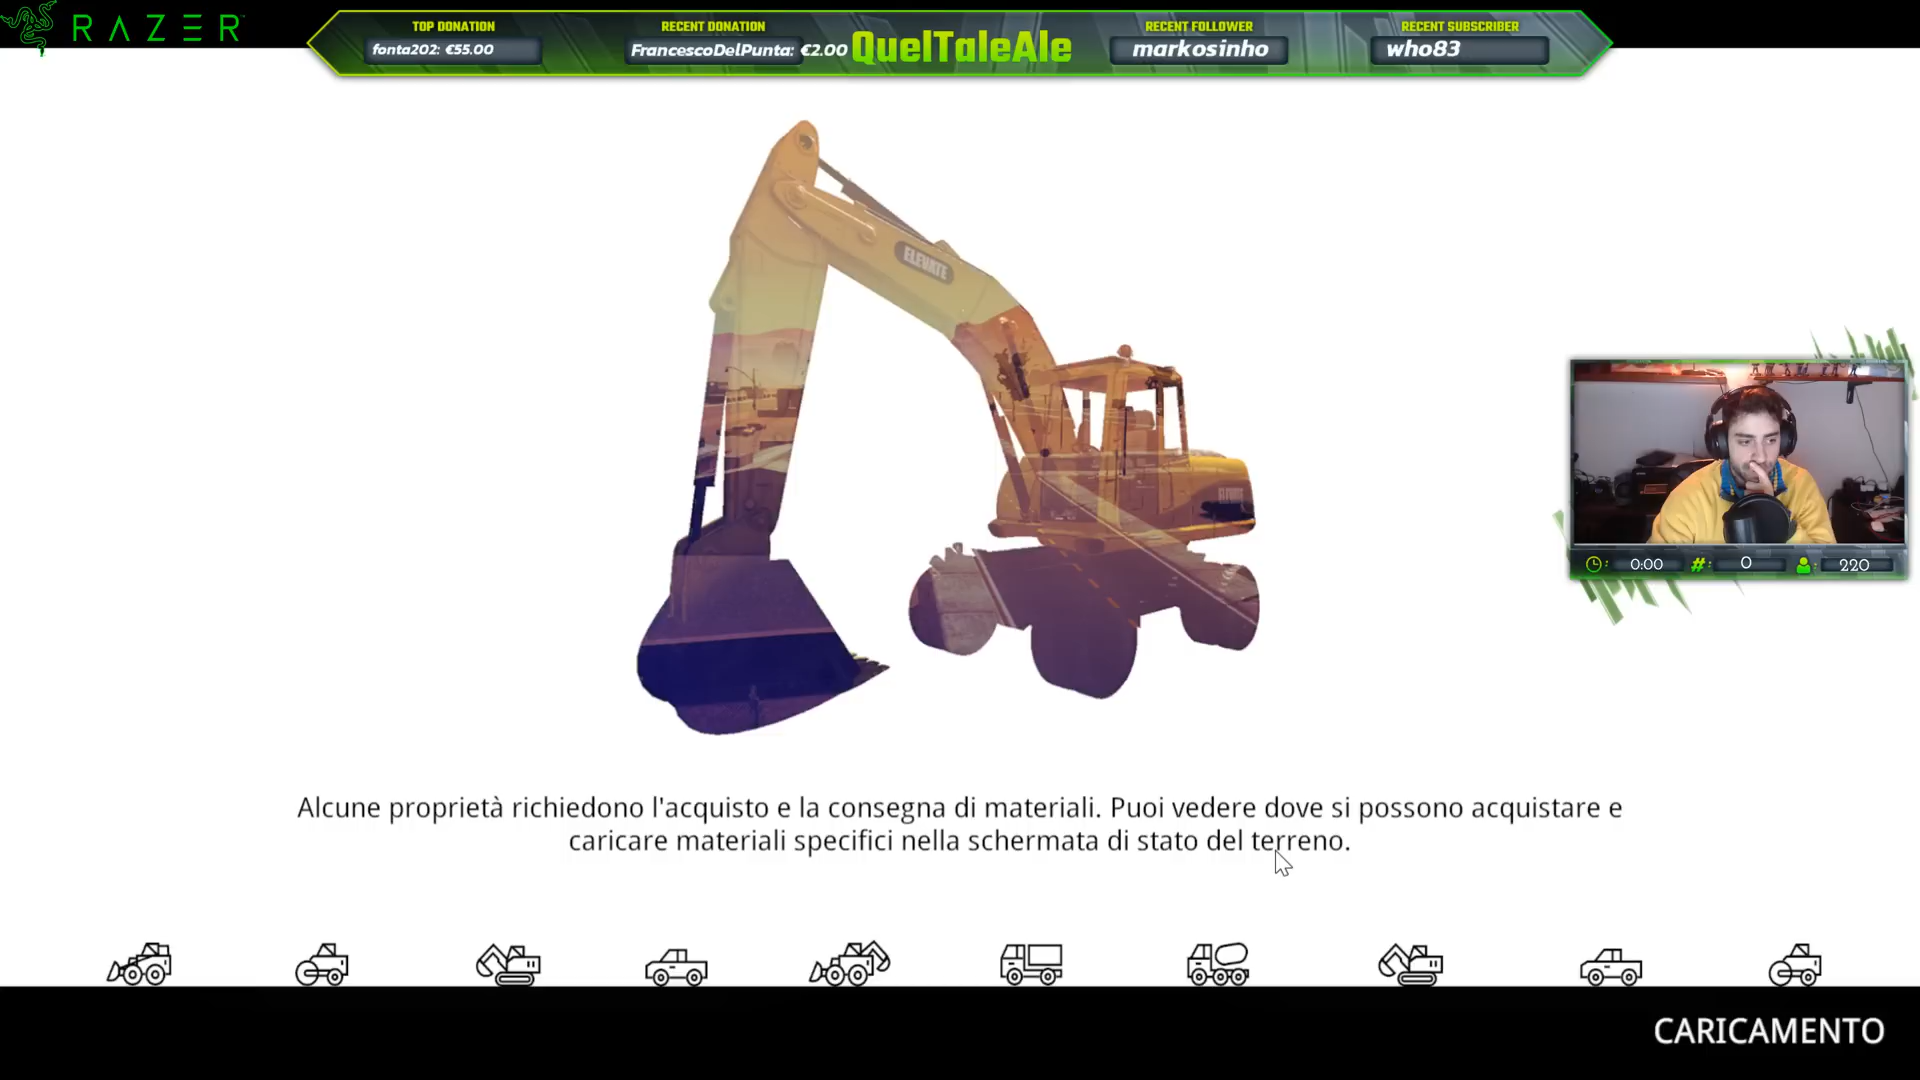 RAZER
TOP DONATION
fonta202: €55.00
RECENT DONATION
FrancescoDelPunta: €2.00
QuelTaleAle
RECENT FOLLOWER
markosinho
RECENT SUBSCRIBER
who83
ELEVATE
ELEVATE
0:00
#: 0
220
Alcune proprietà richiedono l'acquisto e la consegna di materiali. Puoi vedere dove si possono acquistare e
caricare materiali specifici nella schermata di stato del terreno.
CARICAMENTO